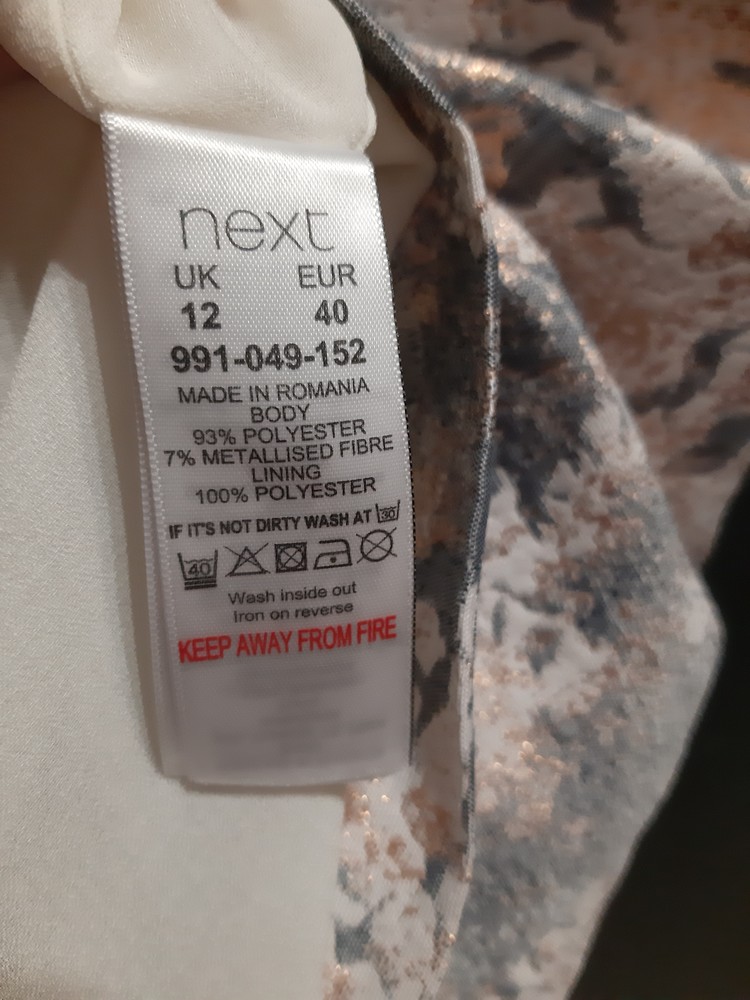 next
UK EUR
12 40
991-049-152
MADE IN ROMANIA
BODY
93% POLYESTER
7% METALLISED FIBRE
LINING
100% POLYESTER
IF IT'S NOT DIRTY WASH AT 30
40
Wash inside out
Iron on reverse
KEEP AWAY FROM FIRE